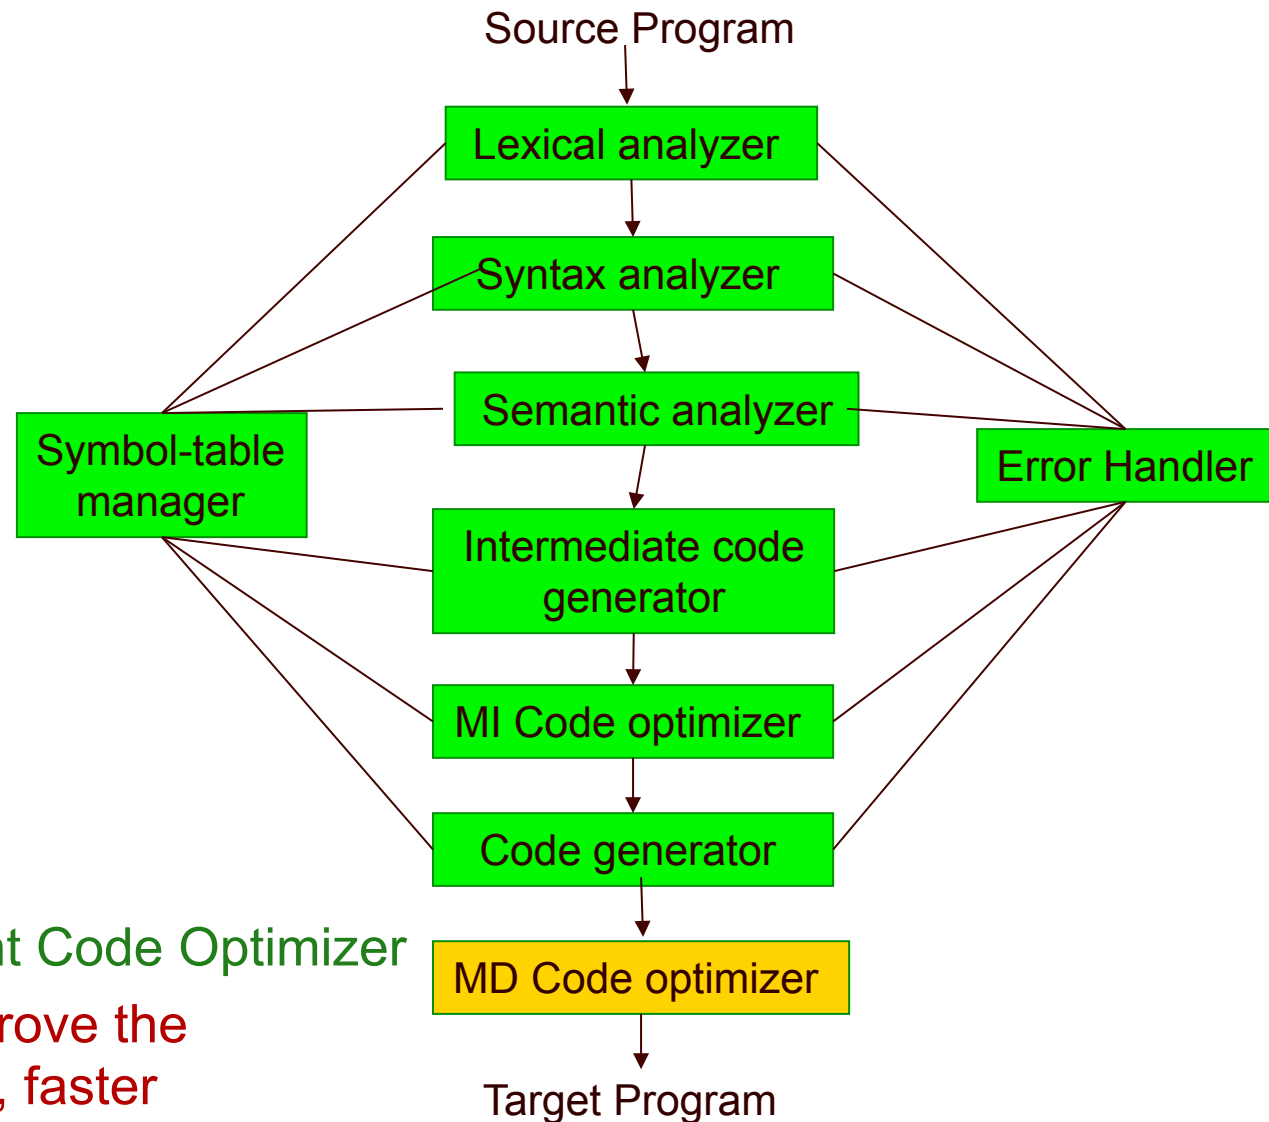 Source Program
Lexical analyzer
Syntax analyzer
Semantic analyzer
Symbol-table
manager
Error Handler
Intermediate code
generator
MI Code optimizer
Code generator
Code Optimizer
MD Code optimizer
the
, faster
Target Program